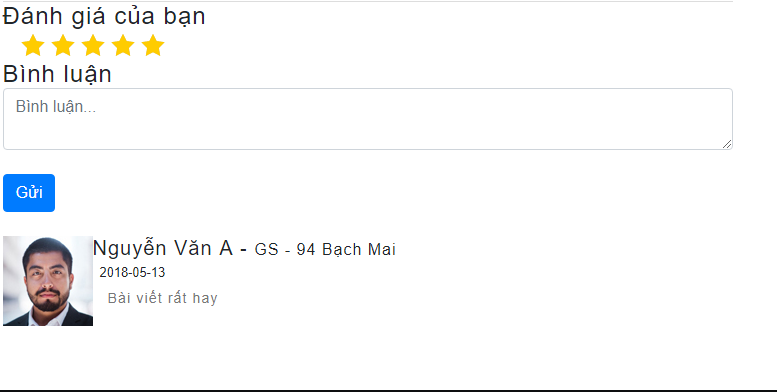 Đánh giá của bạn
Bình luận
Bình luận...
Gửi
Nguyễn Văn A - GS - 94 Bạch Mai
2018-05-13
Bài viết rất hay